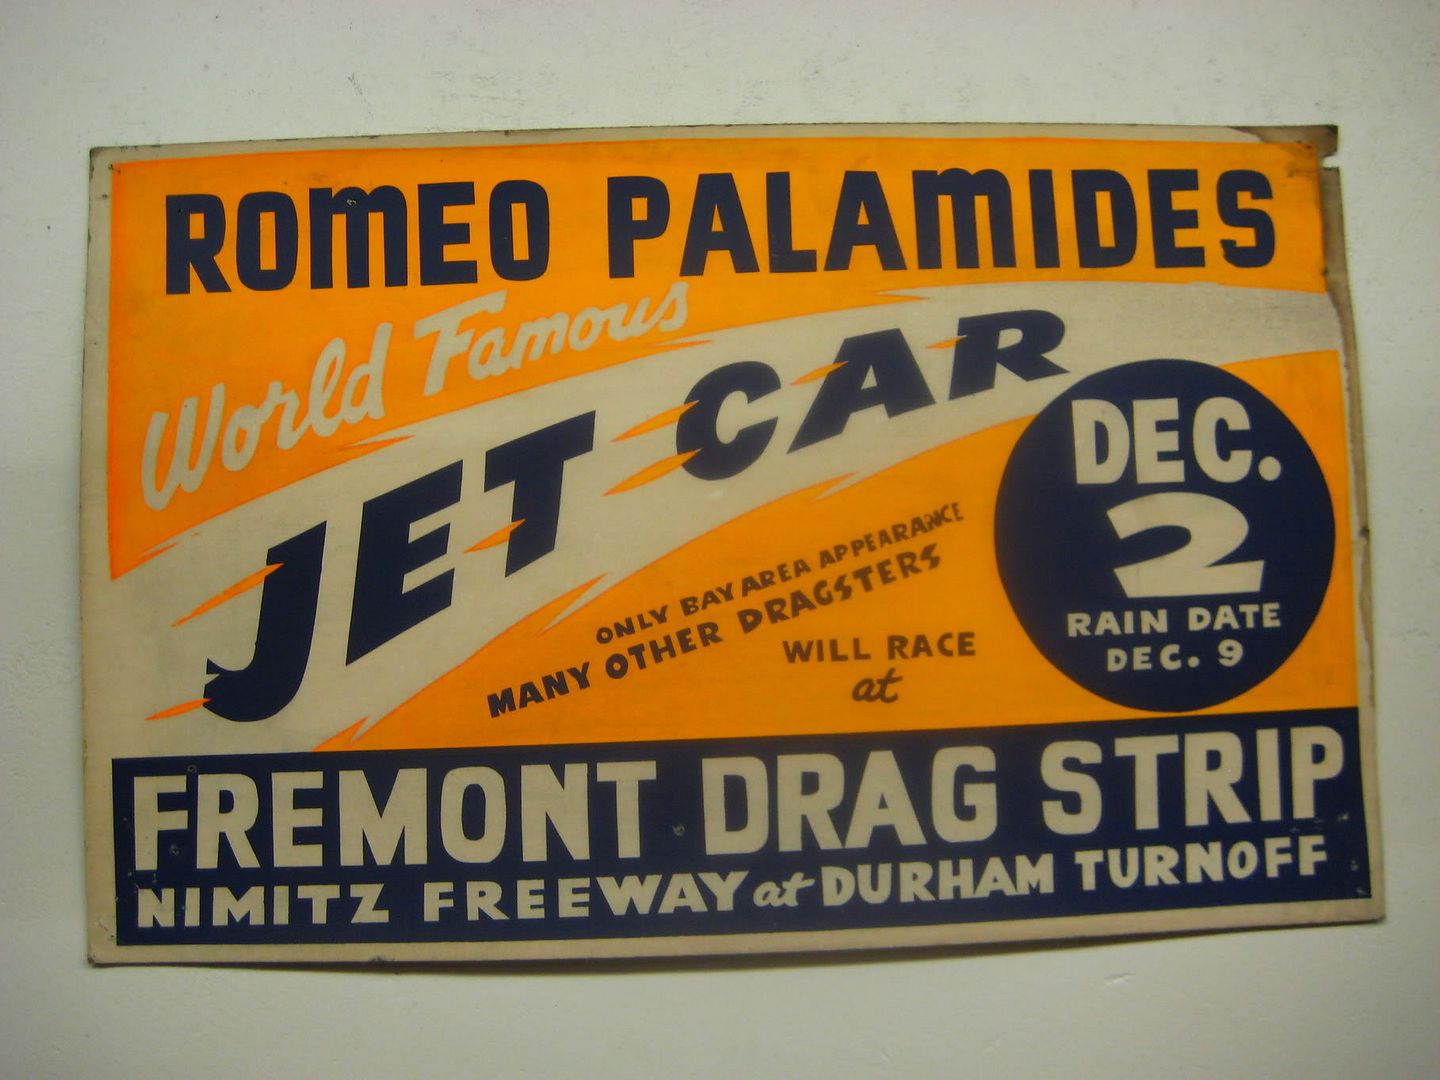 ROMEO PALAMIDES
World Famous
JET CAR
ONLY BAY AREA APPEARANCE
MANY OTHER DRAGSTERS
WILL RACE
at
DEC.
2
RAIN DATE
DEC. 9
FREMONT DRAG STRIP
NIMITZ FREEWAY at DURHAM TURNOFF